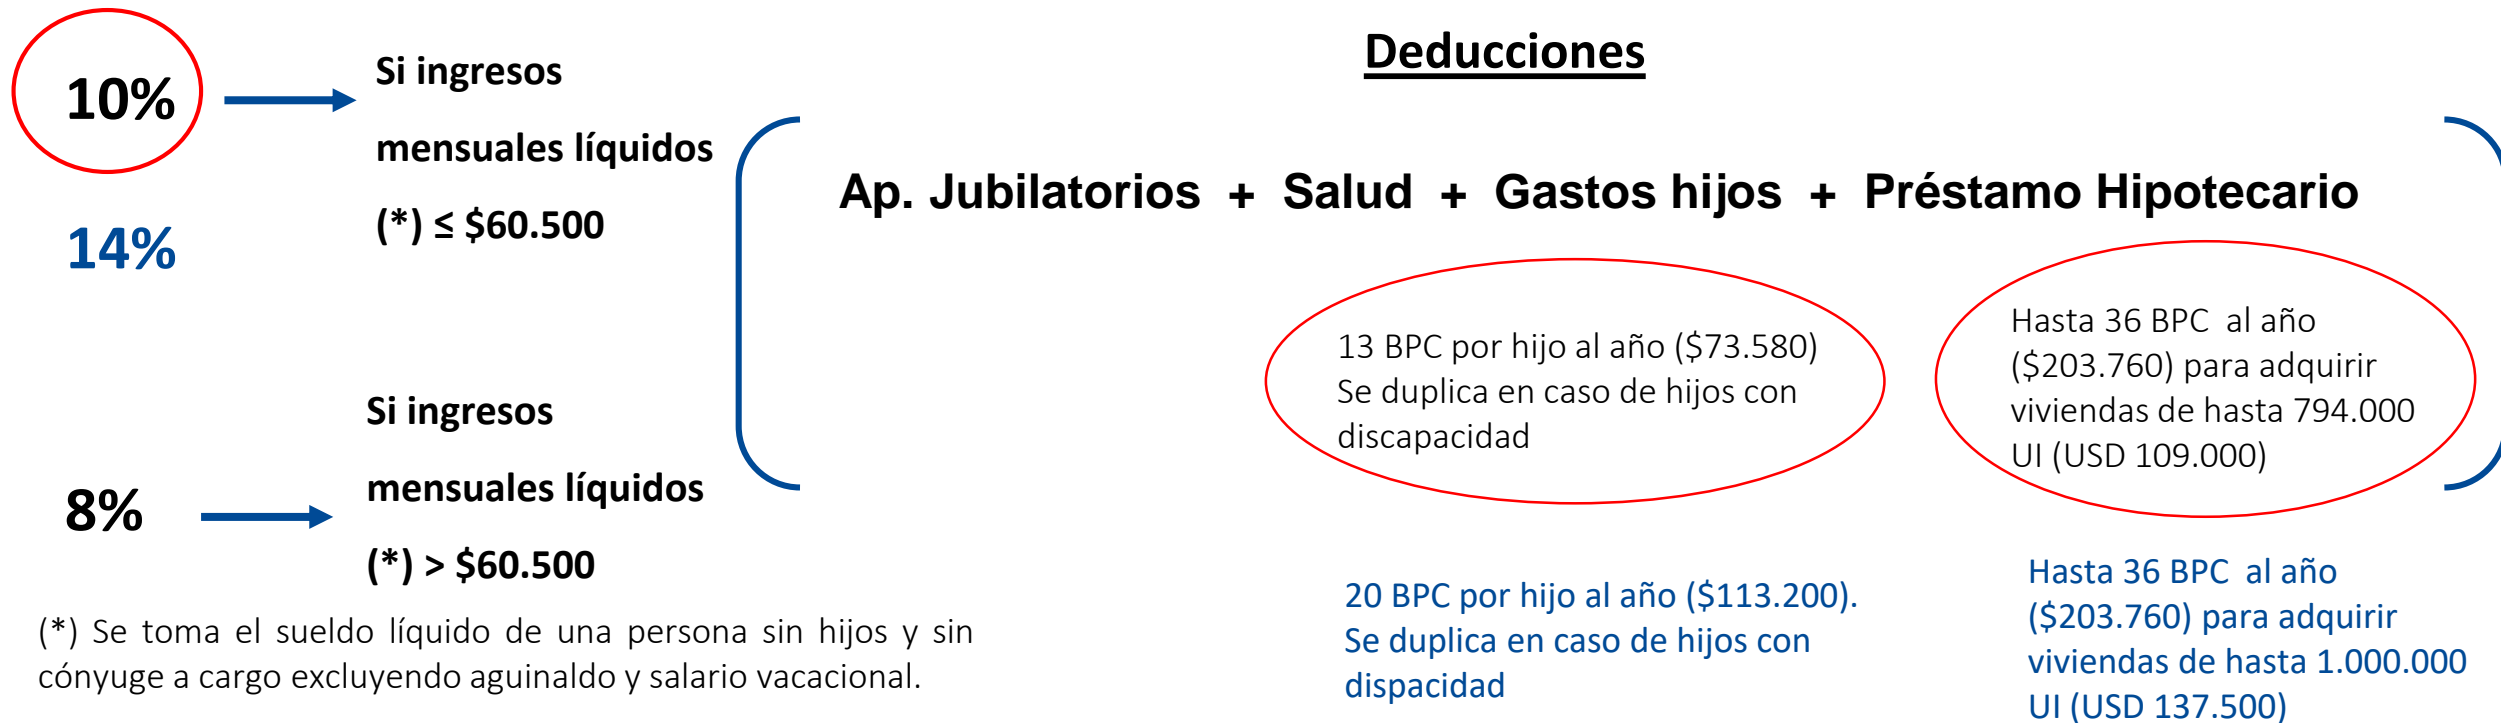 Deducciones
10%
Si ingresos
mensuales líquidos
(*) ≤ $60.500
14%
8%
Si ingresos
mensuales líquidos
(*) > $60.500
(*) Se toma el sueldo líquido de una persona sin hijos y sin
cónyuge a cargo excluyendo aguinaldo y salario vacacional.
Ap. Jubilatorios + Salud + Gastos hijos + Préstamo Hipotecario
13 BPC por hijo al año ($73.580)
Se duplica en caso de hijos con
discapacidad
Hasta 36 BPC al año
($203.760) para adquirir
viviendas de hasta 794.000
UI (USD 109.000)
20 BPC por hijo al año ($113.200).
Se duplica en caso de hijos con
dispacidad
Hasta 36 BPC al año
($203.760) para adquirir
viviendas de hasta 1.000.000
UI (USD 137.500)